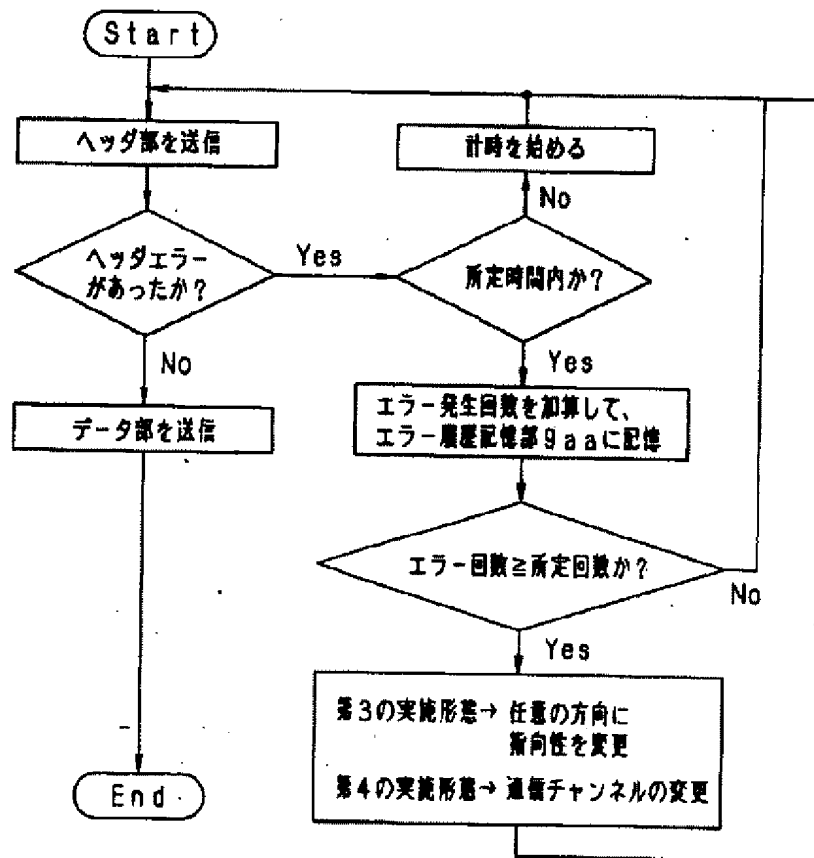 Start
ヘッダ部を送信
計時を始める
No
ヘッダエラー
があったか？
Yes
所定時間内か？
No
Yes
データ部を送信
エラー発生回数を加算して、
エラー履歴記憶部9aaに記憶
エラー回数≧所定回数か？
No
Yes
第3の実施形態→ 任意の方向に
指向性を変更
第4の実施形態→ 通信チャンネルの変更
End